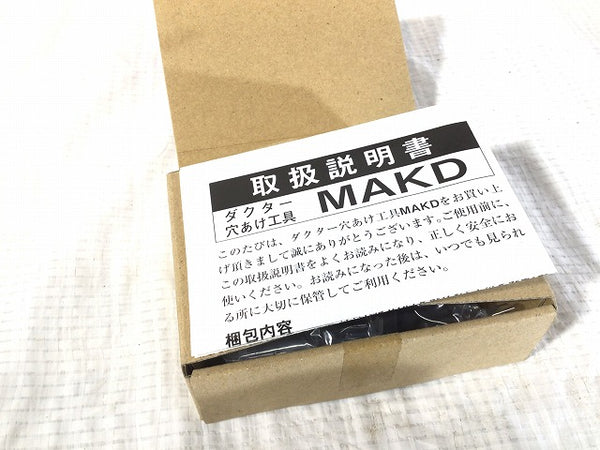 取扱説明書
ダクター
穴あけ工具
MAKD
このたびは、ダクター穴あけ工具MAKDをお買い上
げ頂きまして誠にありがとうございます。ご使用前に、
この取扱説明書をよくお読みになり、正しく安全にお
使いください。お読みになった後は、いつでも見られ
る所に大切に保管してご利用ください。
梱包内容